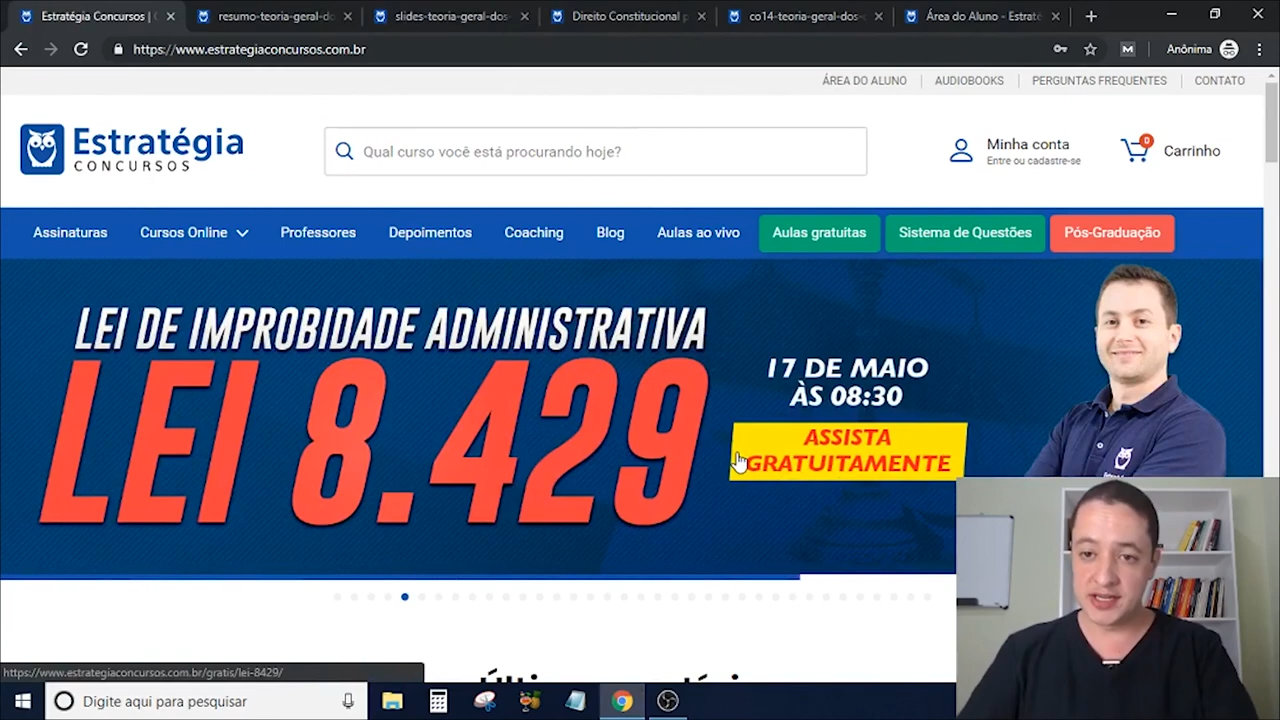 Estratégia Concursos |
resumo-teoria-geral-do
slides-teoria-geral-dos-
Direito Constitucional p
co14-teoria-geral-dos-
Área do Aluno - Estraté
https://www.estrategiaconcursos.com.br
Anônima
ÁREA DO ALUNO
AUDIOBOOKS
PERGUNTAS FREQUENTES
CONTATO
Estratégia
CONCURSOS
Qual curso você está procurando hoje?
Minha conta
Entre ou cadastre-se
0
Carrinho
Assinaturas
Cursos Online
Professores
Depoimentos
Coaching
Blog
Aulas ao vivo
Aulas gratuitas
Sistema de Questões
Pós-Graduação
LEI DE IMPROBIDADE ADMINISTRATIVA
LEI 8.429
17 DE MAIO
ÀS 08:30
ASSISTA
GRATUITAMENTE
https://www.estrategiaconcursos.com.br/gratis/lei-8429/
Digite aqui para pesquisar